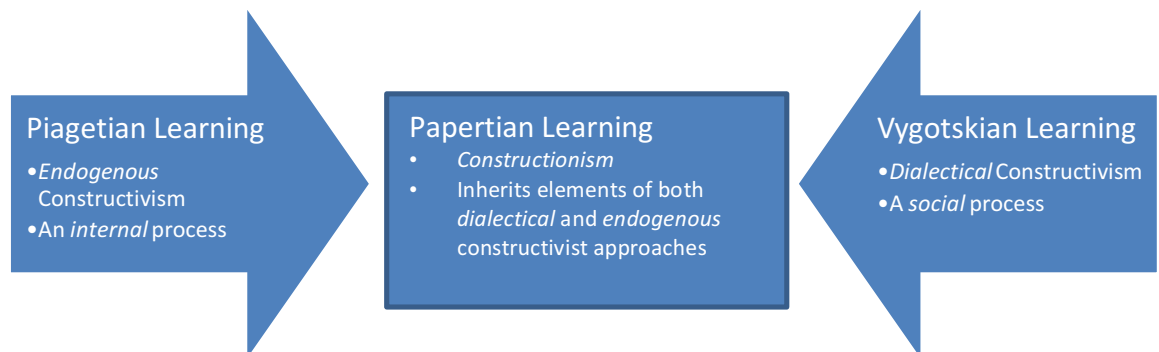 Piagetian Learning
•Endogenous
Constructivism
•An internal process
Papertian Learning
• Constructionism
• Inherits elements of both
dialectical and endogenous
constructivist approaches
Vygotskian Learning
•Dialectical Constructivism
•A social process